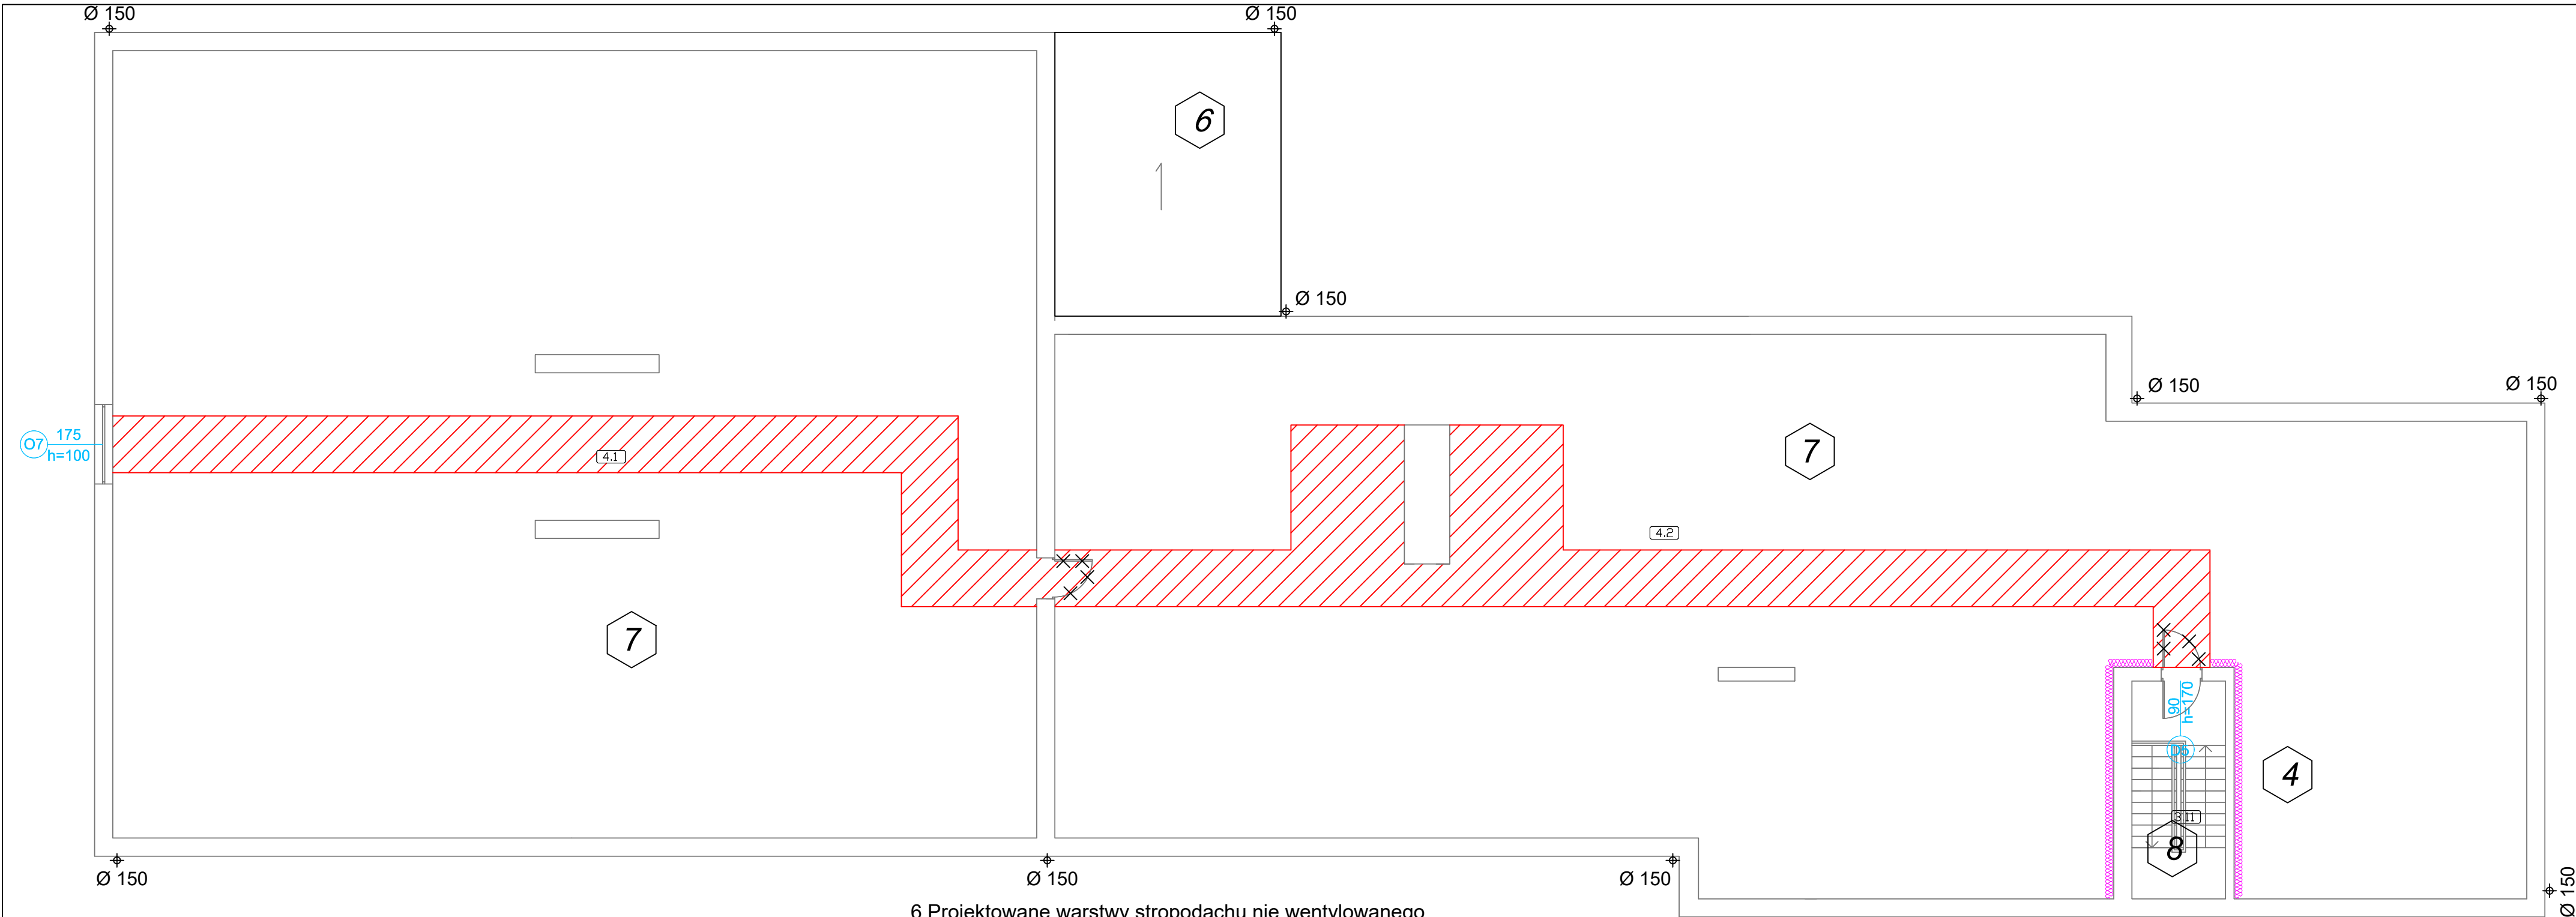 Ø 150
Ø 150
6
Ø 150
Ø 150
Ø 150
O7
175
h=100
4.1
7
4.2
7
90
h=170
4
3.11
8
Ø 150
Ø 150
Ø 150
Ø 150
6 Projektowane warstwy stropodachu nie wentylowanego